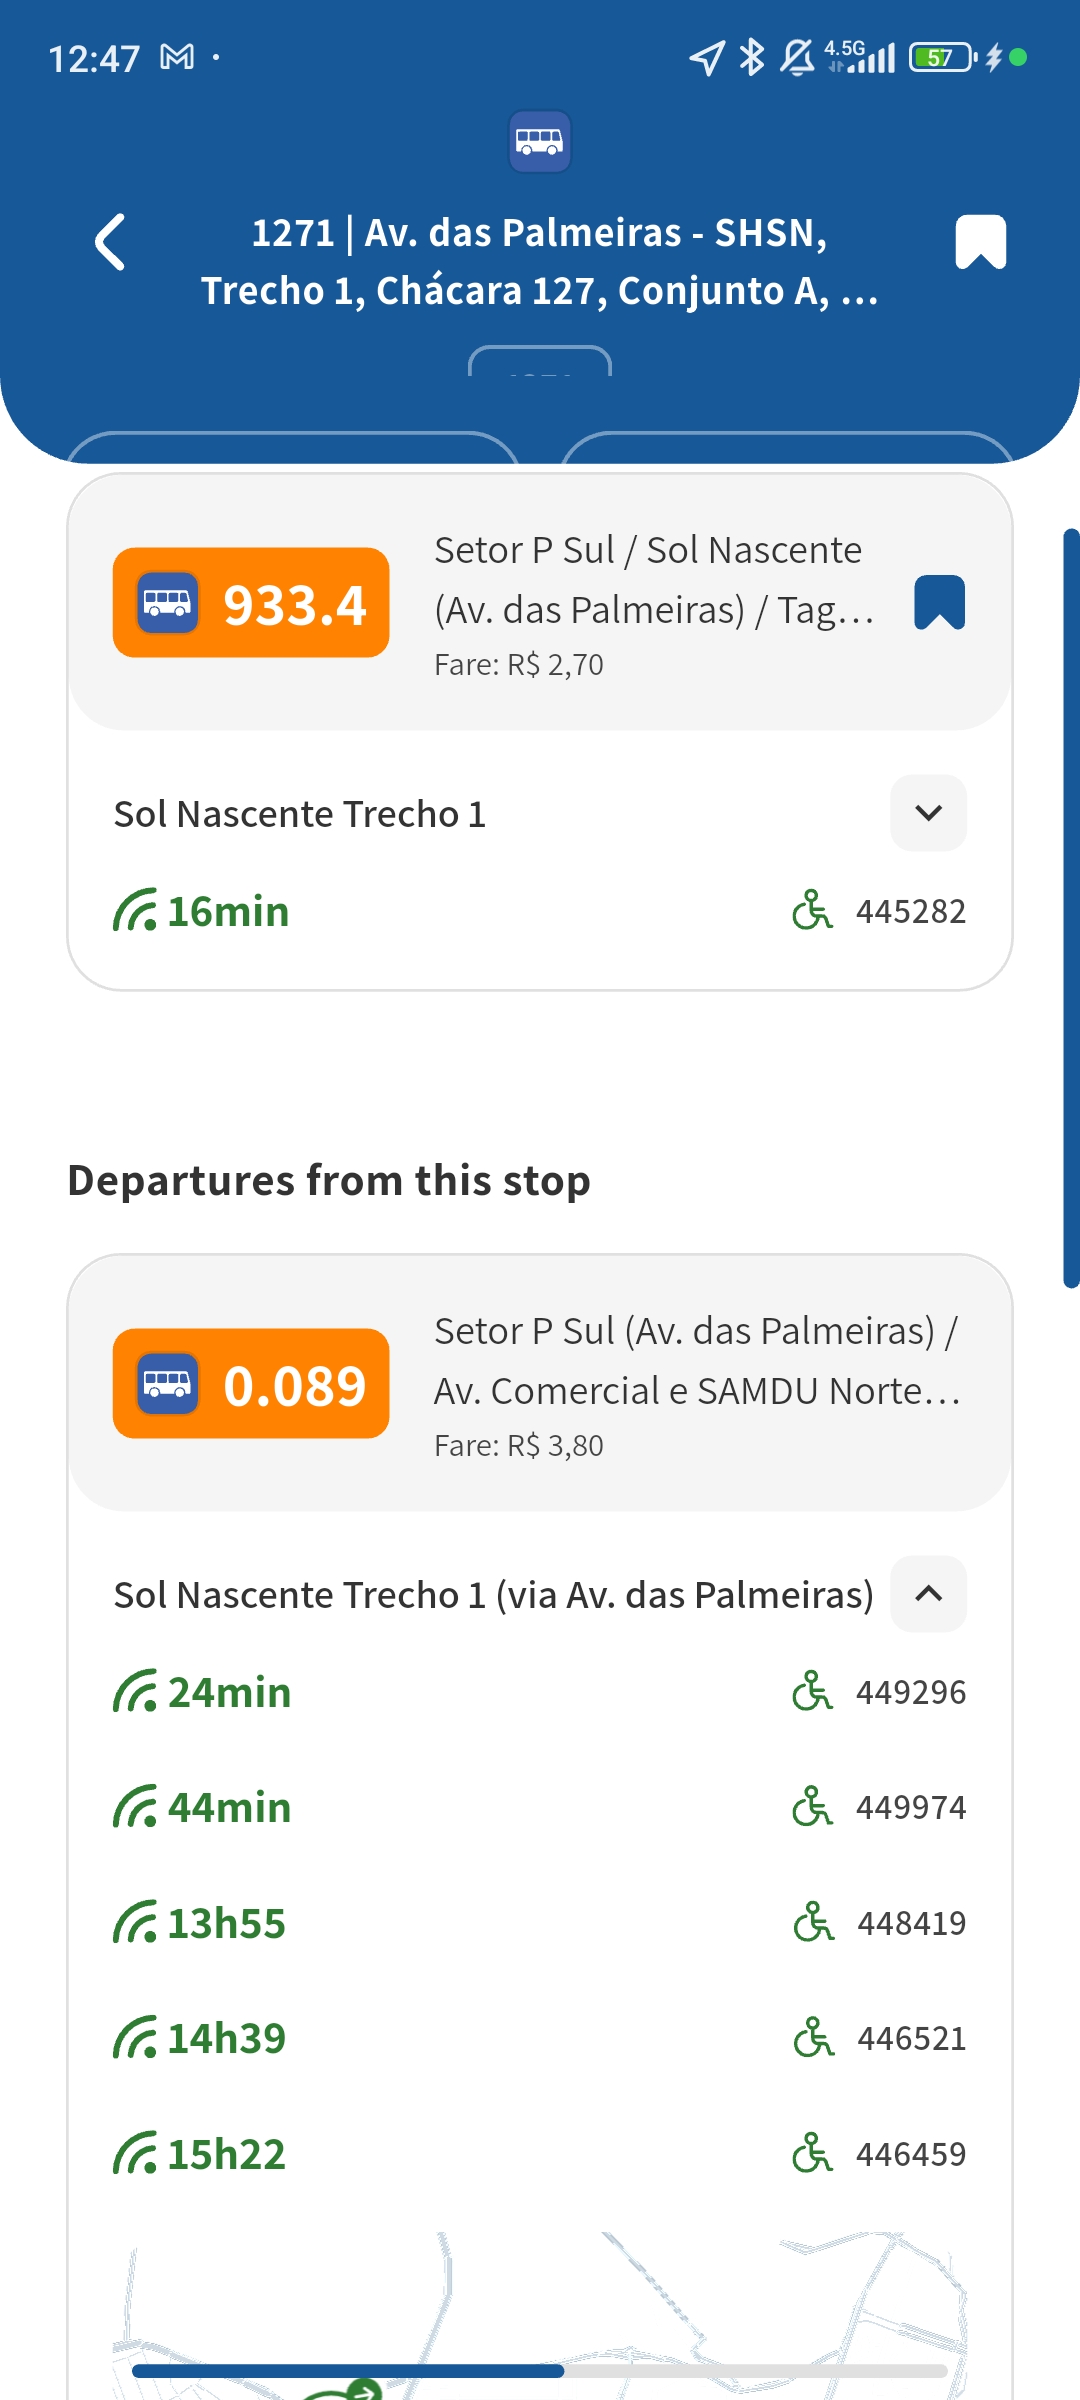 12:47
4.5G
57
1271 | Av. das Palmeiras - SHSN,
Trecho 1, Chácara 127, Conjunto A, ...
933.4
Setor P Sul / Sol Nascente
(Av. das Palmeiras) / Tag...
Fare: R$ 2,70
Sol Nascente Trecho 1
16min
445282
Departures from this stop
0.089
Setor P Sul (Av. das Palmeiras) /
Av. Comercial e SAMDU Norte...
Fare: R$ 3,80
Sol Nascente Trecho 1 (via Av. das Palmeiras)
24min
449296
44min
449974
13h55
448419
14h39
446521
15h22
446459